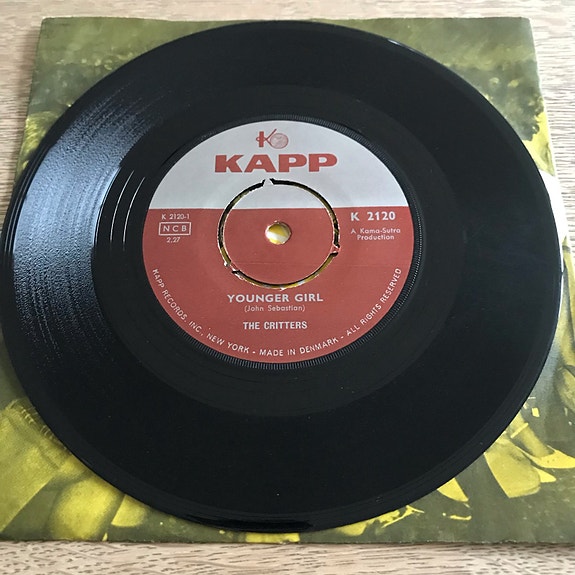 K
KAPP
K 2120-1
NCB
2.27
K 2120
A Kama-Sutra
Production
YOUNGER GIRL
(John Sebastian)
THE CRITTERS
KAPP RECORDS, INC., NEW YORK - MADE IN DENMARK - ALL RIGHTS RESERVED